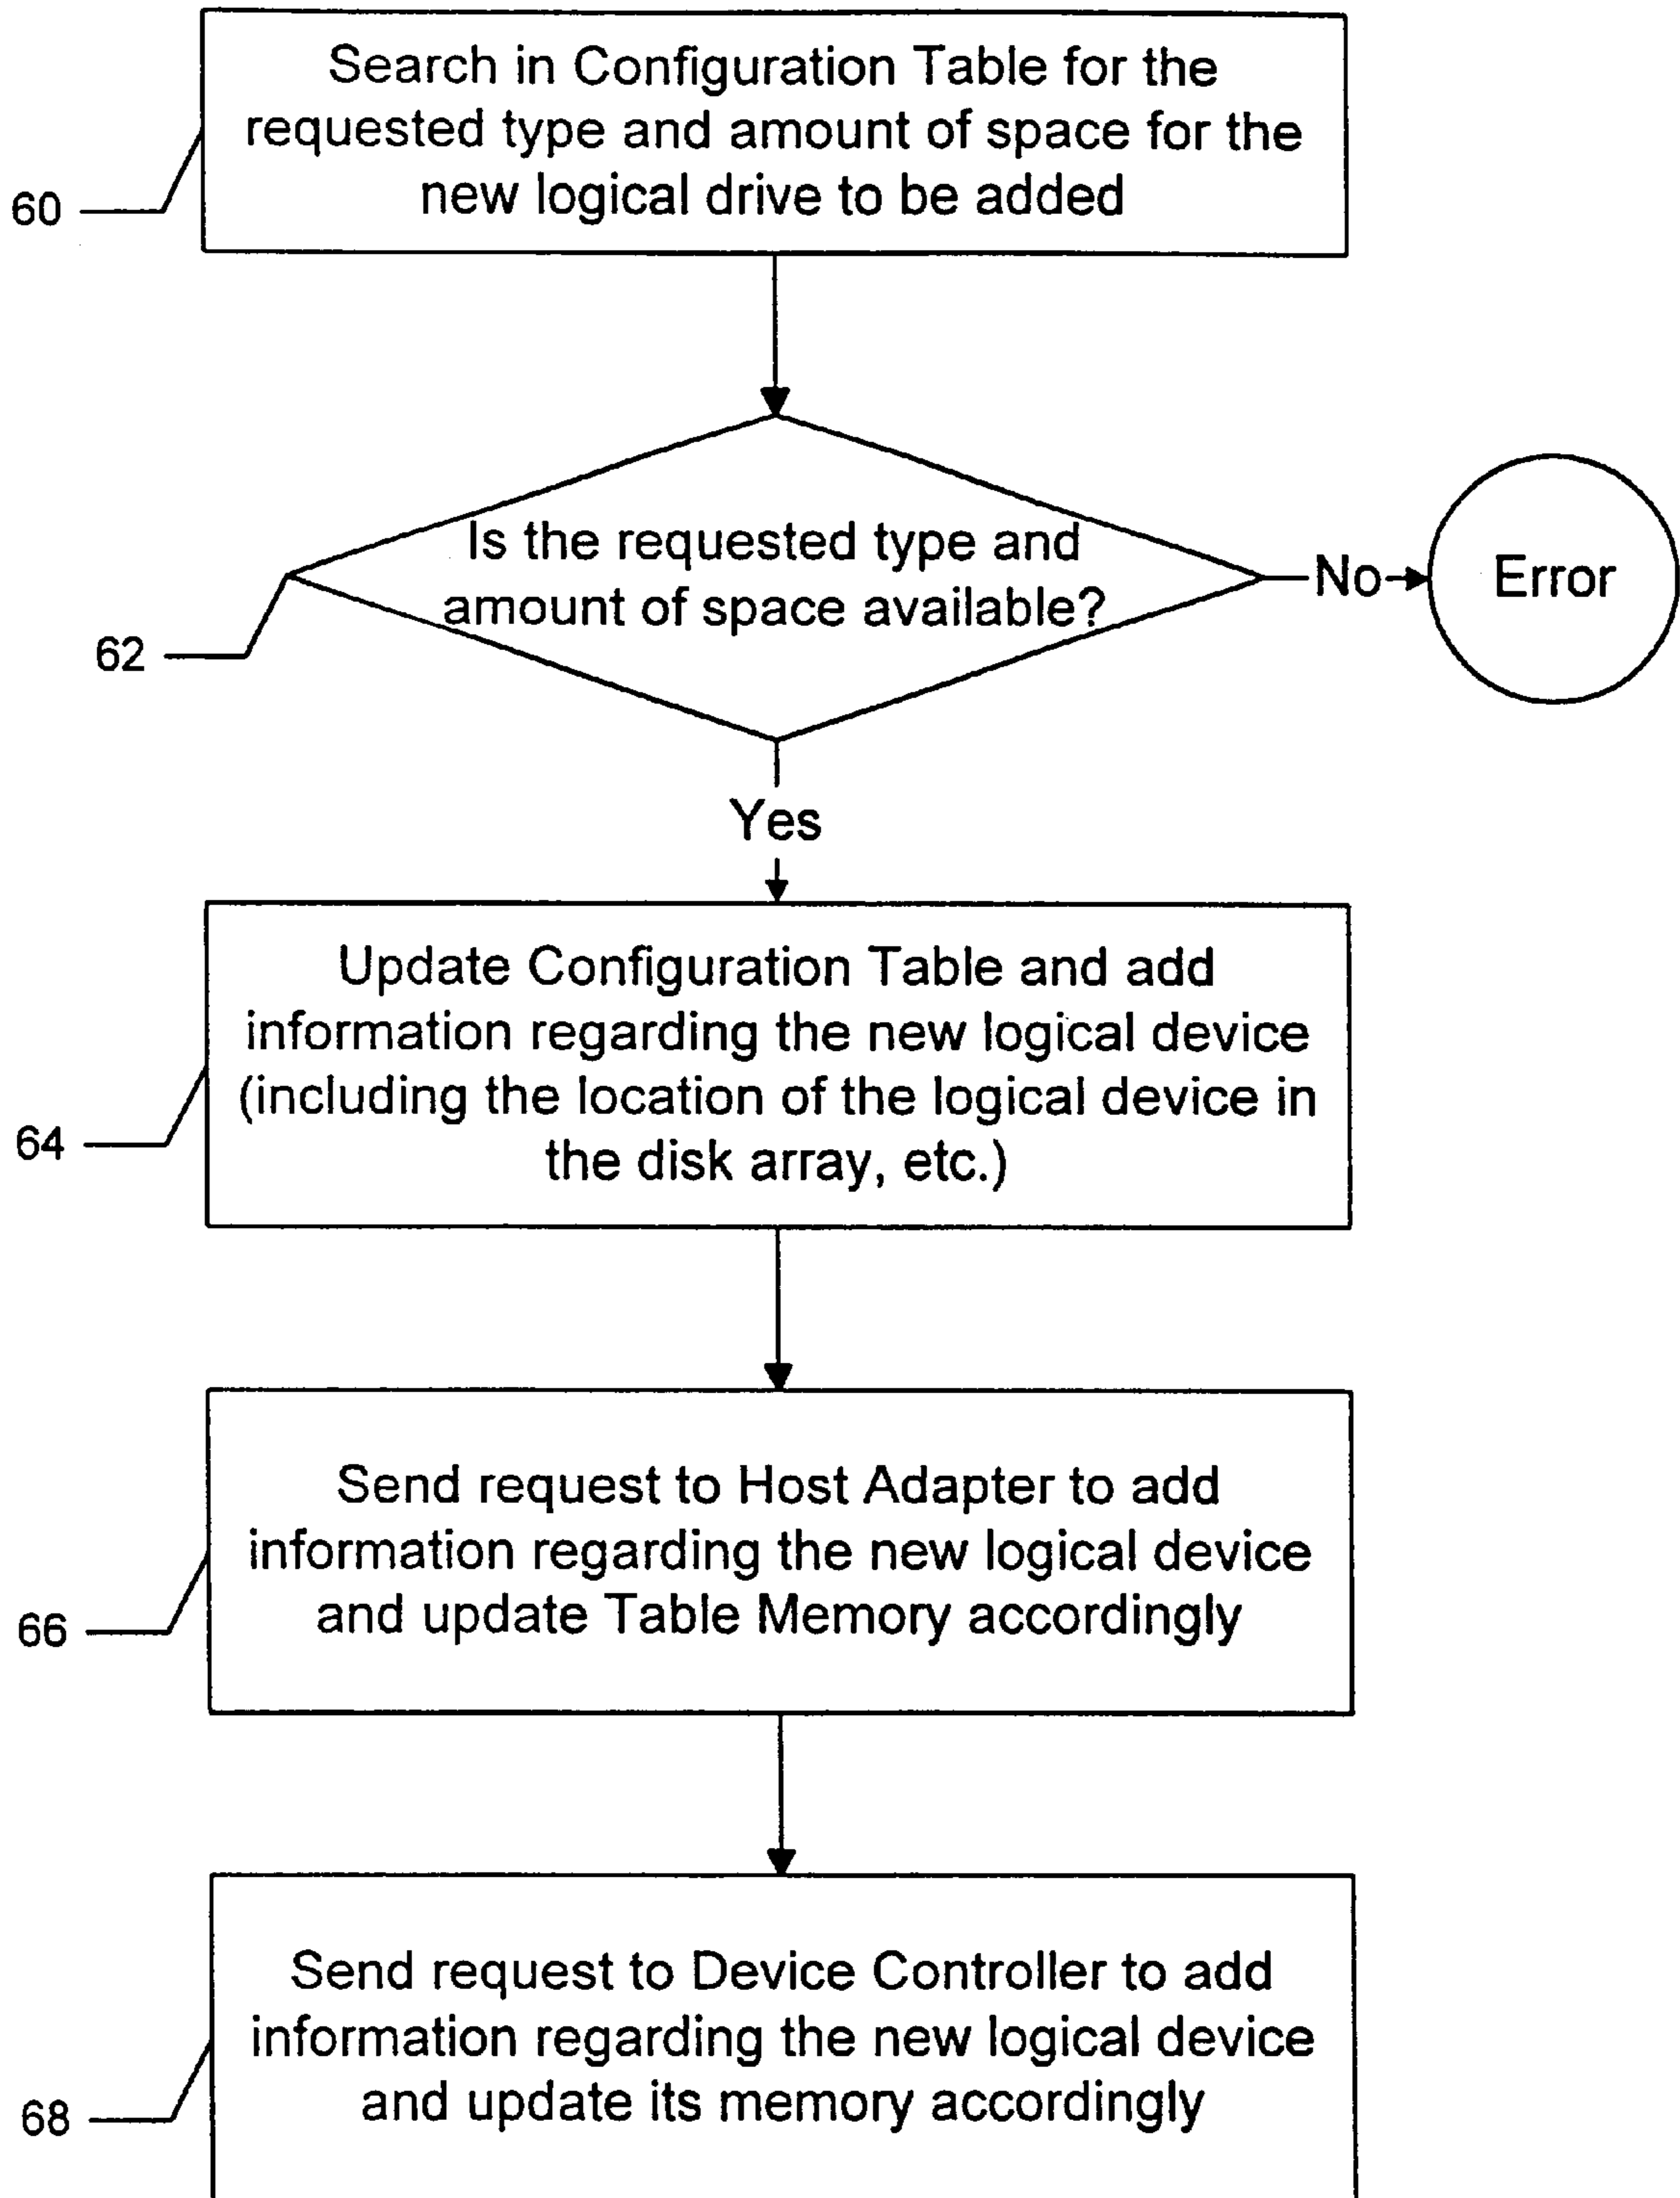 Search in Configuration Table for the
requested type and amount of space for the
new logical drive to be added
60
Is the requested type and
amount of space available?
No
Error
62
Yes
Update Configuration Table and add
information regarding the new logical device
(including the location of the logical device in
the disk array, etc.)
64
Send request to Host Adapter to add
information regarding the new logical device
and update Table Memory accordingly
66
Send request to Device Controller to add
information regarding the new logical device
and update its memory accordingly
68